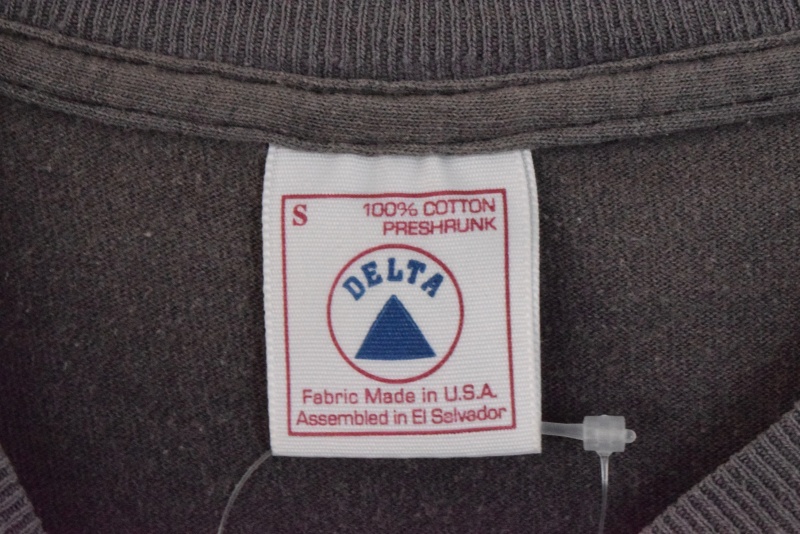 S
100% COTTON
PRESHRUNK
DELTA
Fabric Made in U.S.A.
Assembled in El Salvador